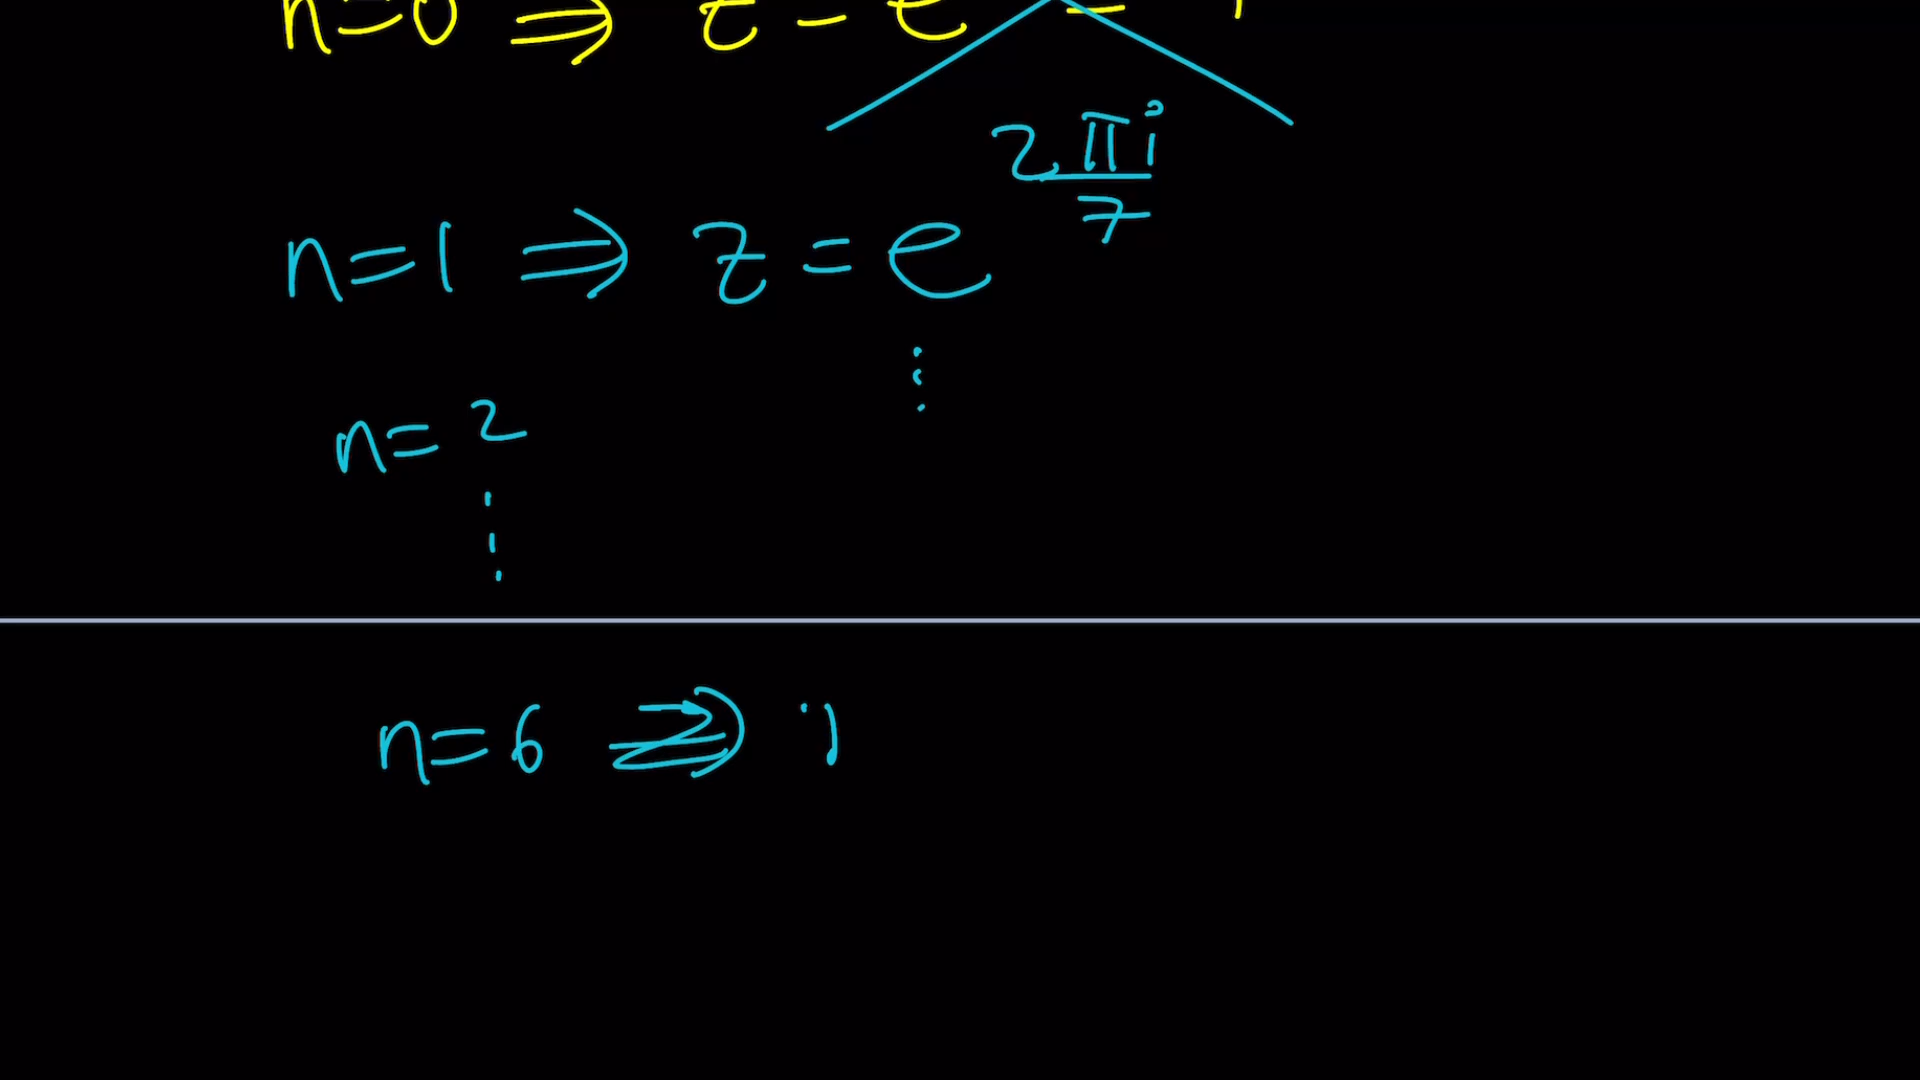 n=0 ⇒ z = e =
n=1 ⇒ z = e^(2πi/7)
⋮
n=2
⋮
n=6 ⇒